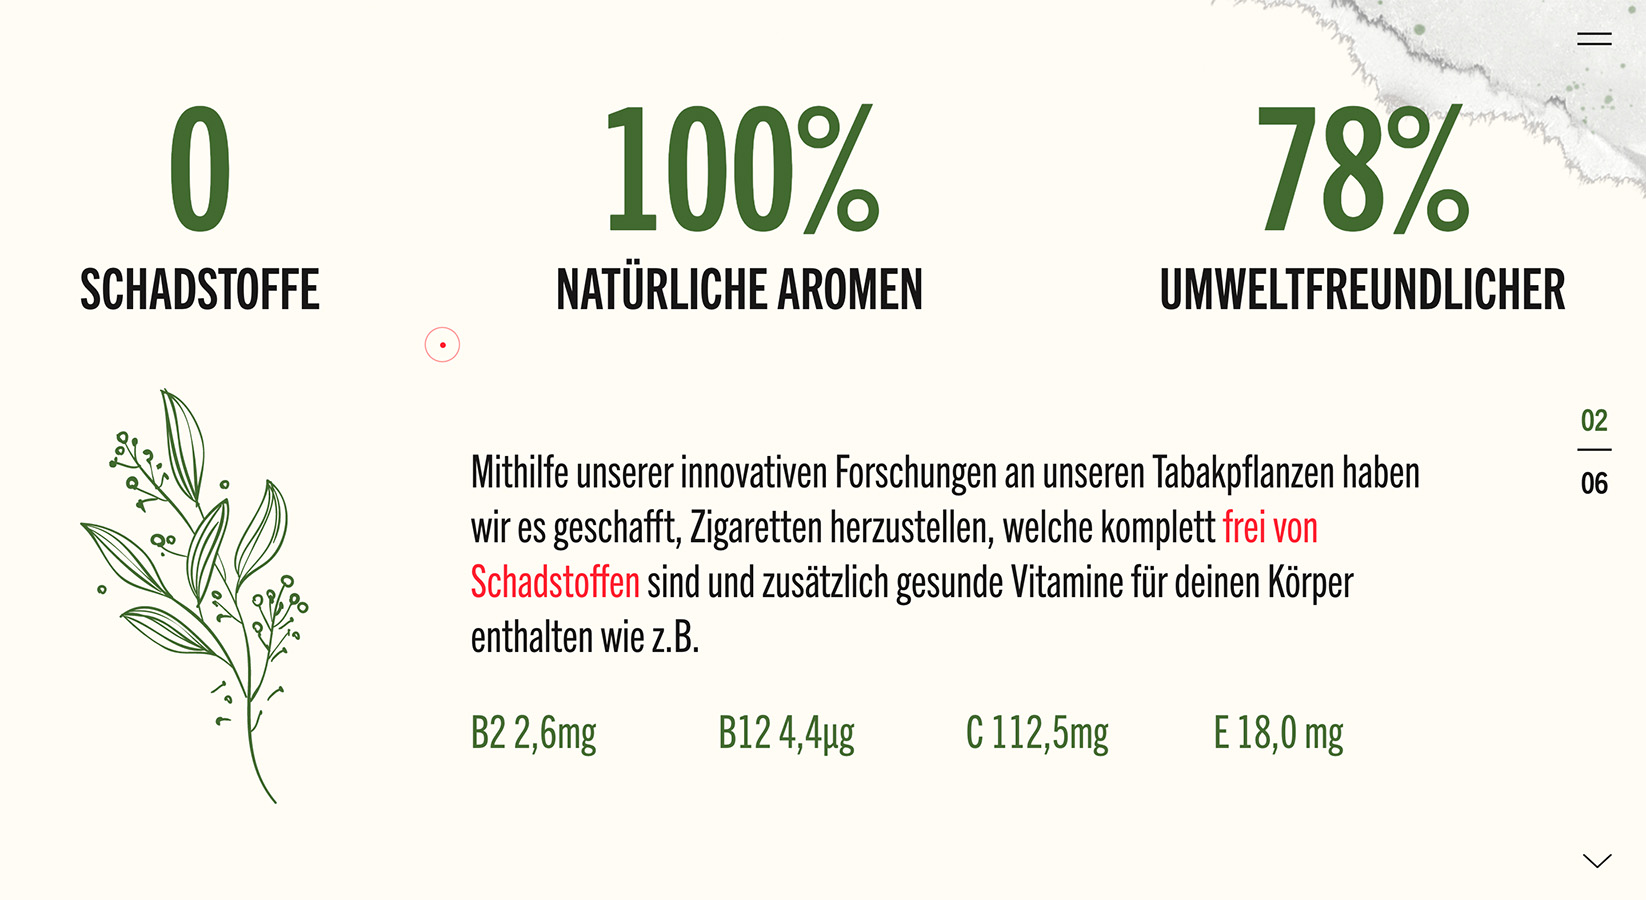 0
SCHADSTOFFE
100%
NATÜRLICHE AROMEN
78%
UMWELTFREUNDLICHER
Mithilfe unserer innovativen Forschungen an unseren Tabakpflanzen haben
wir es geschafft, Zigaretten herzustellen, welche komplett frei von
Schadstoffen sind und zusätzlich gesunde Vitamine für deinen Körper
enthalten wie z.B.
B2 2,6mg
B12 4,4µg
C 112,5mg
E 18,0 mg
02
06